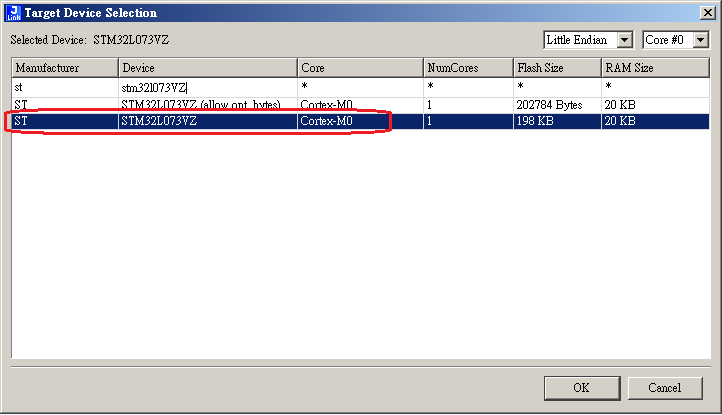 J Link Target Device Selection
Selected Device: STM32L073VZ Little Endian Core #0
Manufacturer Device Core NumCores Flash Size RAM Size
st stm32l073VZ * * * *
ST STM32L073VZ (allow opt. bytes) Cortex-M0 1 202784 Bytes 20 KB
ST STM32L073VZ Cortex-M0 1 198 KB 20 KB
OK Cancel